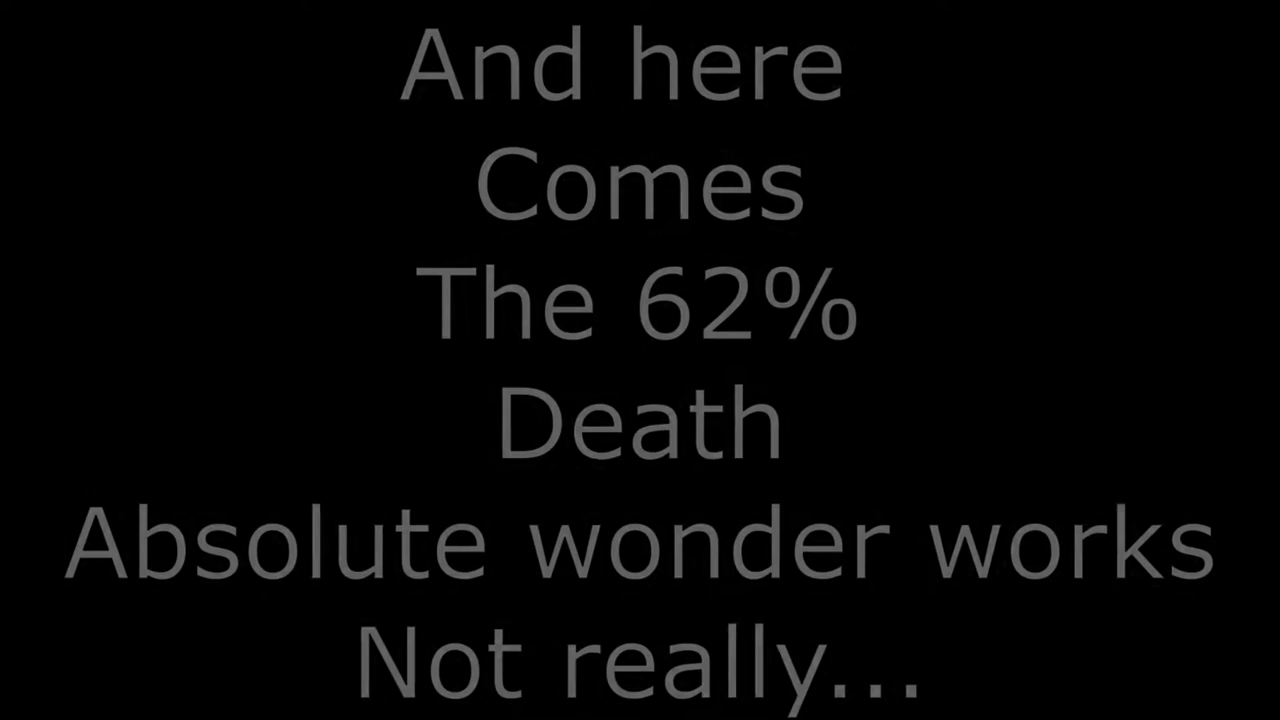 And here
Comes
The 62%
Death
Absolute wonder works
Not really...